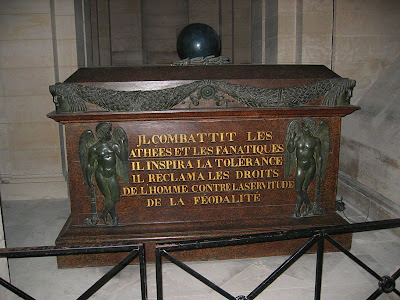 IL COMBATTIT LES
ATHÉES ET LES FANATIQUES
IL INSPIRA LA TOLÉRANCE
IL RÉCLAMA LES DROITS
DE L'HOMME CONTRE LA SERVITUDE
DE LA FÉODALITÉ